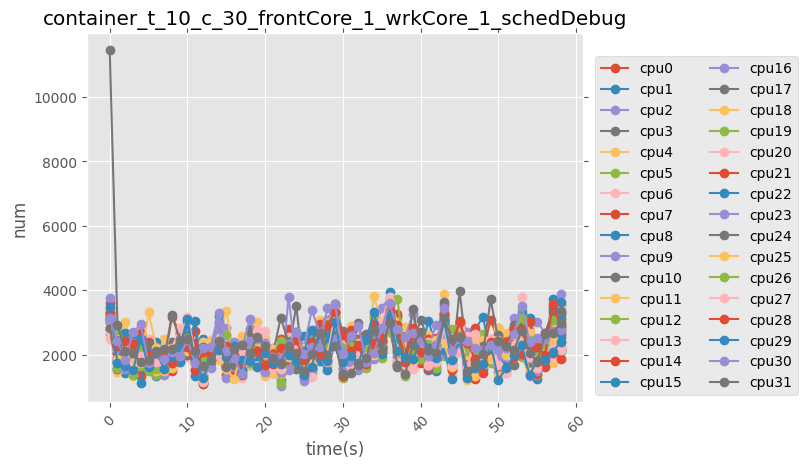 container_t_10_c_30_frontCore_1_wrkCore_1_schedDebug
num
10000
8000
6000
4000
2000
0
10
20
30
40
50
60
time(s)
cpu0
cpu1
cpu2
cpu3
cpu4
cpu5
cpu6
cpu7
cpu8
cpu9
cpu10
cpu11
cpu12
cpu13
cpu14
cpu15
cpu16
cpu17
cpu18
cpu19
cpu20
cpu21
cpu22
cpu23
cpu24
cpu25
cpu26
cpu27
cpu28
cpu29
cpu30
cpu31